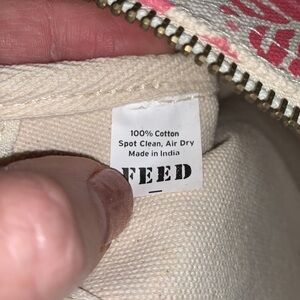 100% Cotton
Spot Clean, Air Dry
Made in India
FEED